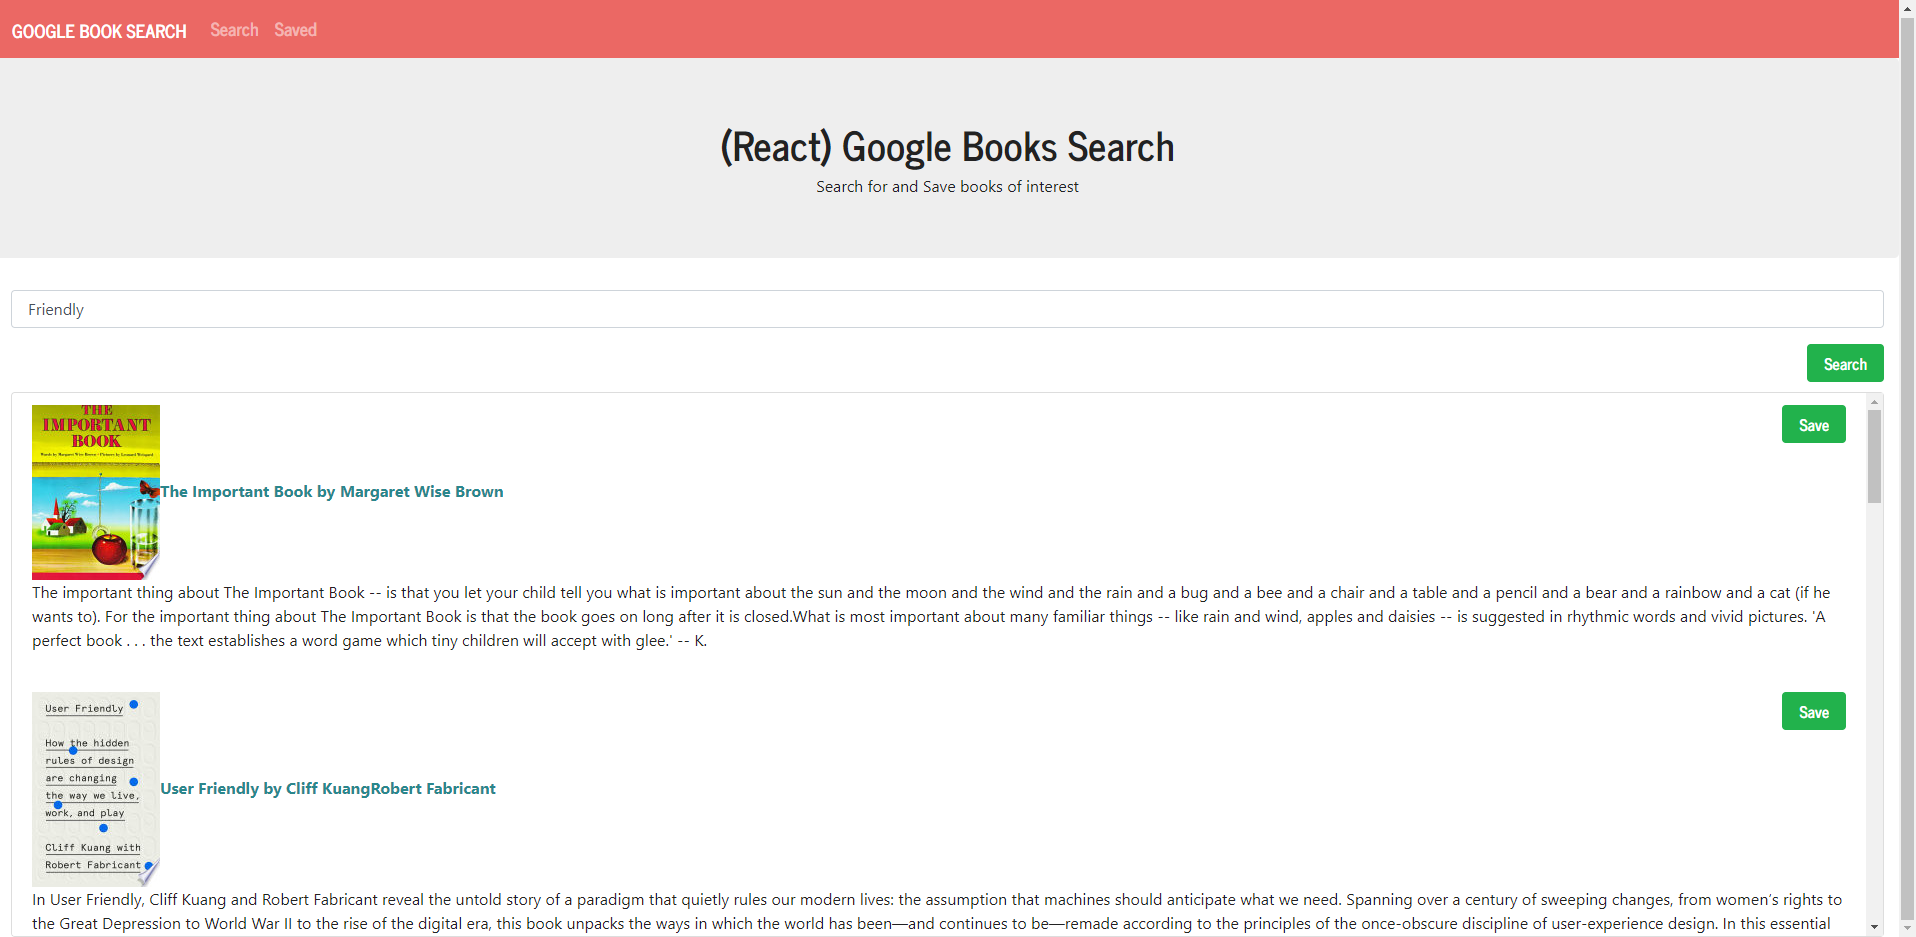 GOOGLE BOOK SEARCH Search Saved
(React) Google Books Search
Search for and Save books of interest
Friendly
Search
THE
IMPORTANT
BOOK
Words by Margaret Wise Brown • Pictures by Leonard Weisgard
Save
The Important Book by Margaret Wise Brown
The important thing about The Important Book -- is that you let your child tell you what is important about the sun and the moon and the wind and the rain and a bug and a bee and a chair and a table and a pencil and a bear and a rainbow and a cat (if he
wants to). For the important thing about The Important Book is that the book goes on long after it is closed.What is most important about many familiar things -- like rain and wind, apples and daisies -- is suggested in rhythmic words and vivid pictures. 'A
perfect book . . . the text establishes a word game which tiny children will accept with glee.' -- K.
User Friendly
How the hidden
rules of design
are changing
the way we live,
work, and play
Cliff Kuang with
Robert Fabricant
Save
User Friendly by Cliff KuangRobert Fabricant
In User Friendly, Cliff Kuang and Robert Fabricant reveal the untold story of a paradigm that quietly rules our modern lives: the assumption that machines should anticipate what we need. Spanning over a century of sweeping changes, from women’s rights to
the Great Depression to World War II to the rise of the digital era, this book unpacks the ways in which the world has been—and continues to be—remade according to the principles of the once-obscure discipline of user-experience design. In this essential